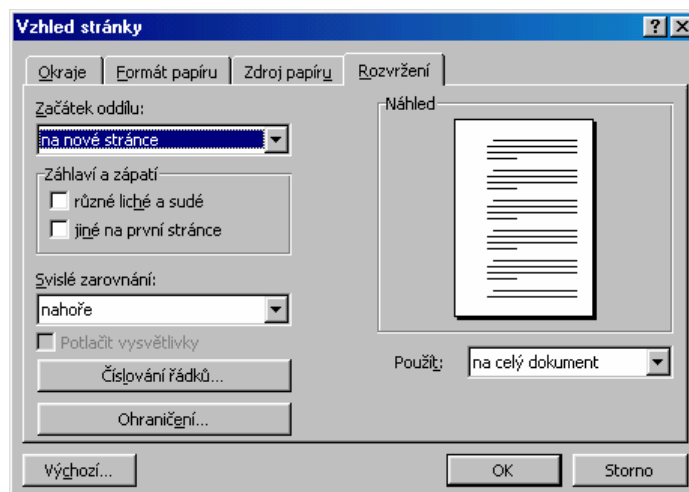 Vzhled stránky
Okraje Formát papíru Zdroj papíru Rozvržení
Začátek oddílu:
na nové stránce
Záhlaví a zápatí
různé liché a sudé
jiné na první stránce
Svislé zarovnání:
nahoře
Potlačit vysvětlivky
Číslování řádků...
Ohraničení...
Náhled
Použít: na celý dokument
Výchozí... OK Storno